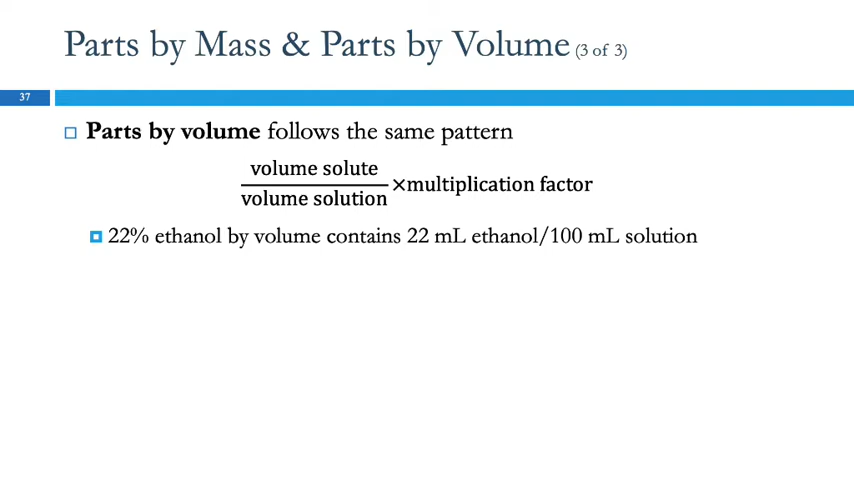 Parts by Mass & Parts by Volume (3 of 3)
37
Parts by volume follows the same pattern
volume solute
volume solution
×multiplication factor
22% ethanol by volume contains 22 mL ethanol/100 mL solution